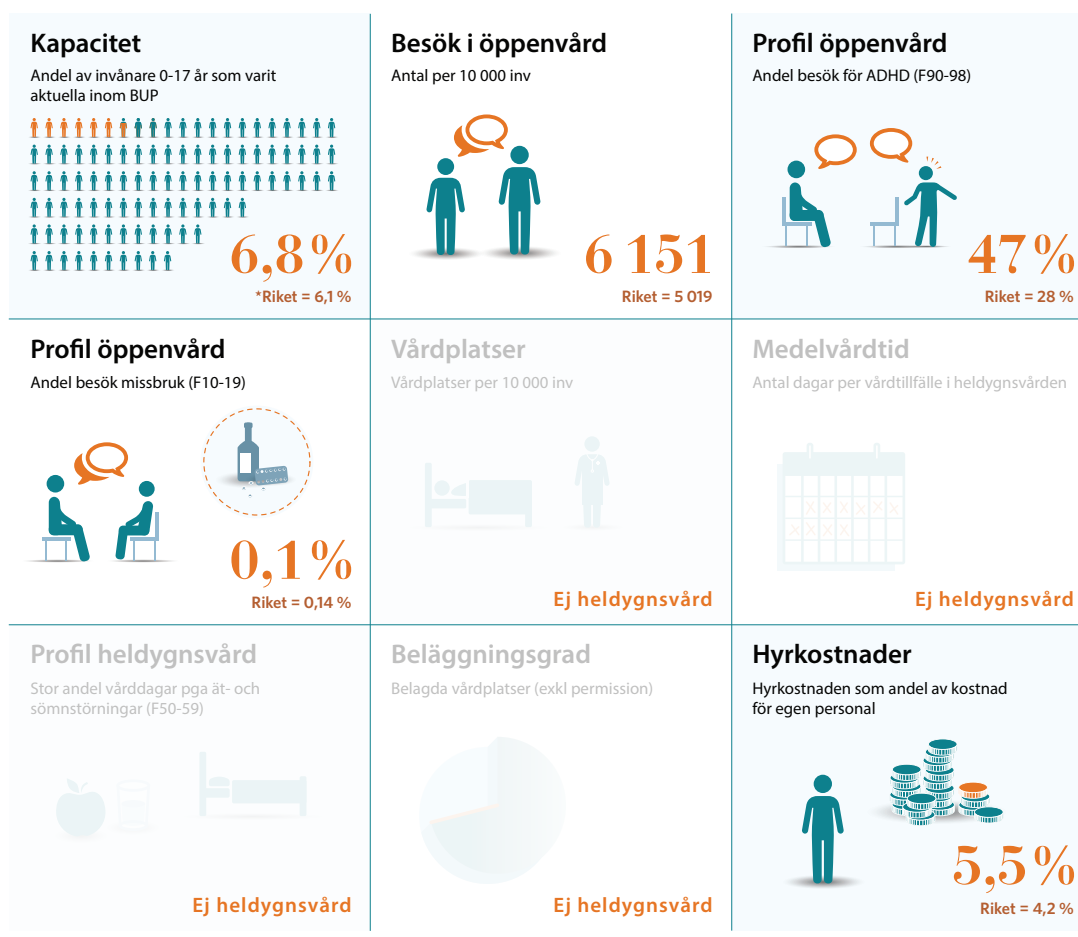 Kapacitet
Andel av invånare 0-17 år som varit
aktuella inom BUP
6,8 %
*Riket = 6,1 %
Besök i öppenvård
Antal per 10 000 inv
6 151
Riket = 5 019
Profil öppenvård
Andel besök för ADHD (F90-98)
47 %
Riket = 28 %
Profil öppenvård
Andel besök missbruk (F10-19)
0,1 %
Riket = 0,14 %
Vårdplatser
Vårdplatser per 10 000 inv
Ej heldygnsvård
Medelvårdtid
Antal dagar per vårdtillfälle i heldygnsvården
Ej heldygnsvård
Profil heldygnsvård
Stor andel vårddagar pga ät- och
sömnstörningar (F50-59)
Ej heldygnsvård
Beläggningsgrad
Belagda vårdplatser (exkl permission)
Ej heldygnsvård
Hyrkostnader
Hyrkostnaden som andel av kostnad
för egen personal
5,5 %
Riket = 4,2 %